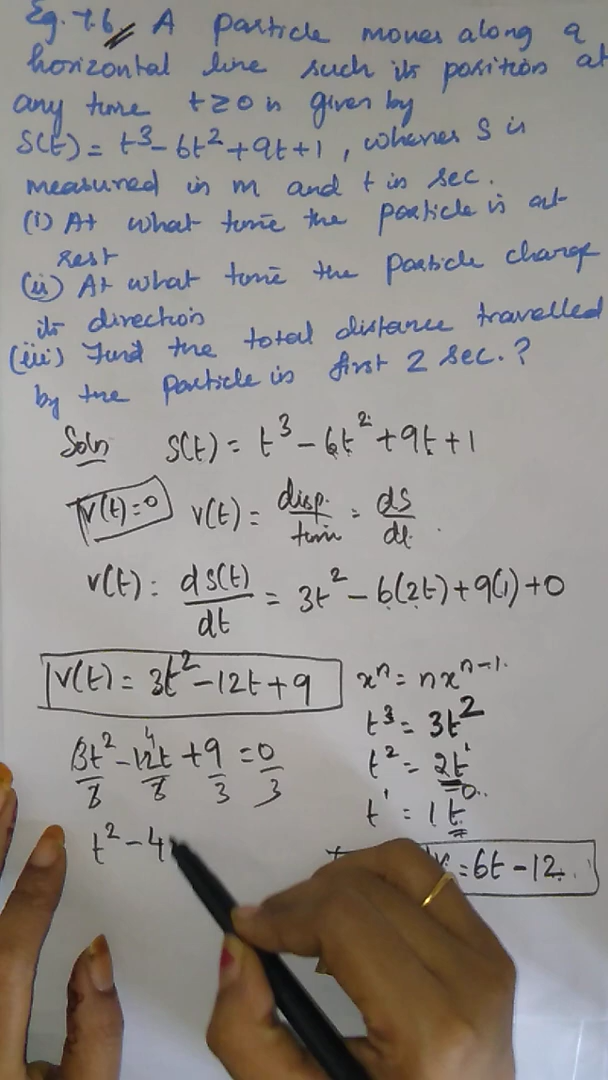 Eg. 7.6, A particle moves along a
horizontal line such its position at
any time t≥0 is given by
S(t) = t³ - 6t² + 9t + 1, whenes S is
measured in m and t in sec.
(i) At what time the particle is at
rest
(ii) At what time the particle change
its direction
(iii) Find the total distance travelled
by the particle in first 2 sec.?
Soln S(t) = t³ - 6t² + 9t + 1
V(t)=0 V(t) = disp./time = ds/dt.
V(t) = ds(t)/dt = 3t² - 6(2t) + 9(1) + 0
V(t) = 3t² - 12t + 9
3t²/3 - 12t/3 4 + 9/3 = 0/3
t² - 4
xⁿ = nxⁿ⁻¹.
t³ = 3t²
t² = 2t¹
t¹ = 1t⁼⁰..
= 6t - 12.